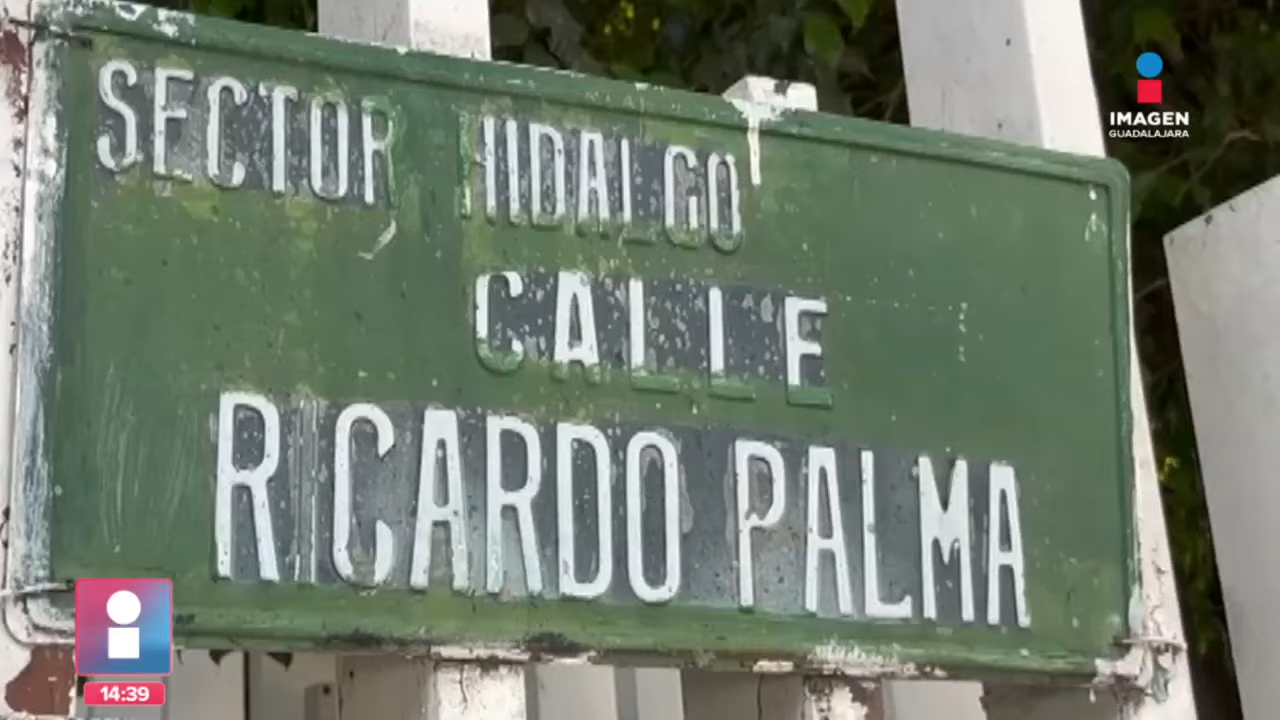 SECTOR HIDALGO
CALLE
RICARDO PALMA
IMAGEN
GUADALAJARA
14:39